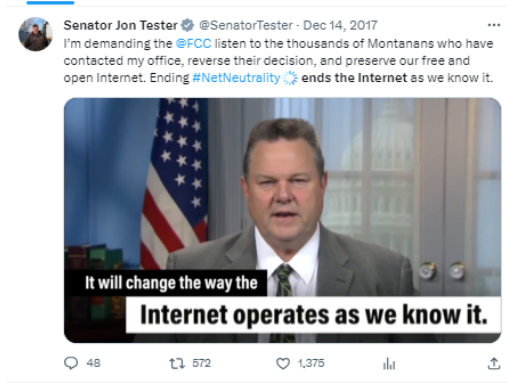 Senator Jon Tester @SenatorTester · Dec 14, 2017
I'm demanding the @FCC listen to the thousands of Montanans who have
contacted my office, reverse their decision, and preserve our free and
open Internet. Ending #NetNeutrality ends the Internet as we know it.
It will change the way the
Internet operates as we know it.
48 572 1,375